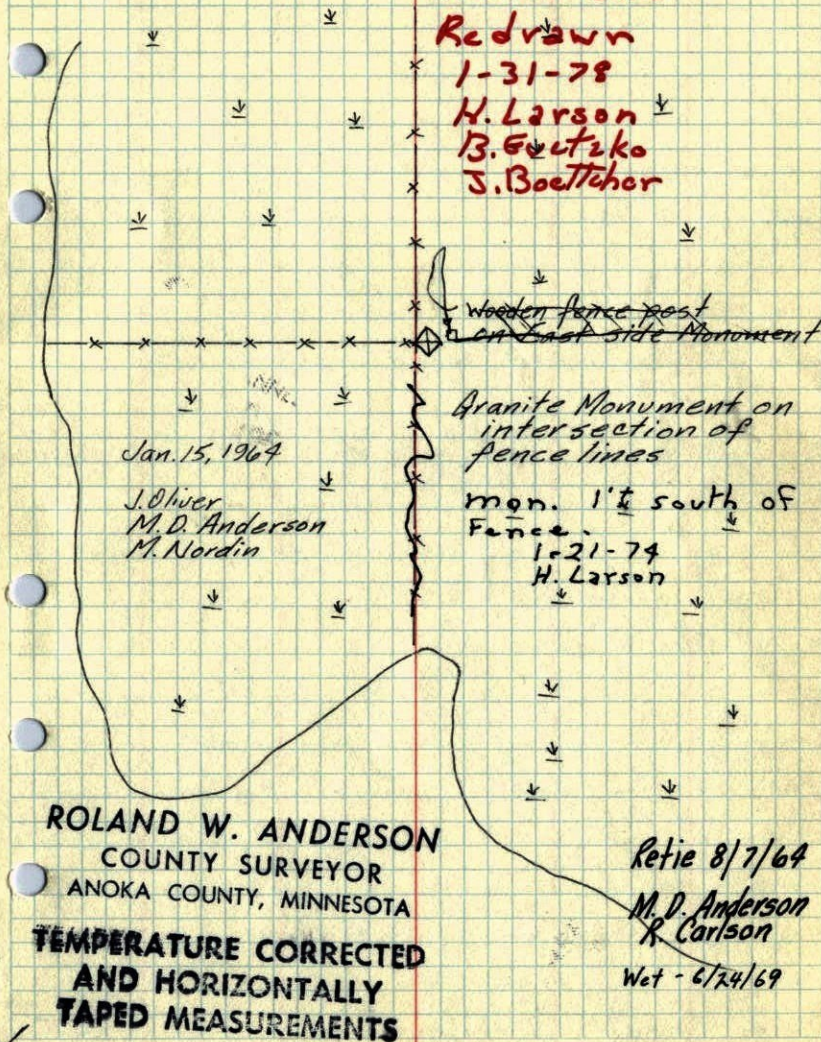 Redrawn
1-31-78
H. Larson
B.
J. Boettcher
Wooden fence post
on East side Monument
Granite Monument on
intersection of
fence lines
Jan. 15, 1964
J. Oliver
M. D. Anderson
M. Nordin
mon. 1'± south of
Fence.
1-21-74
H. Larson
ROLAND W. ANDERSON
COUNTY SURVEYOR
ANOKA COUNTY, MINNESOTA
TEMPERATURE CORRECTED
AND HORIZONTALLY
TAPED MEASUREMENTS
Retie 8/7/64
M. D. Anderson
R. Carlson
Wet - 6/24/69